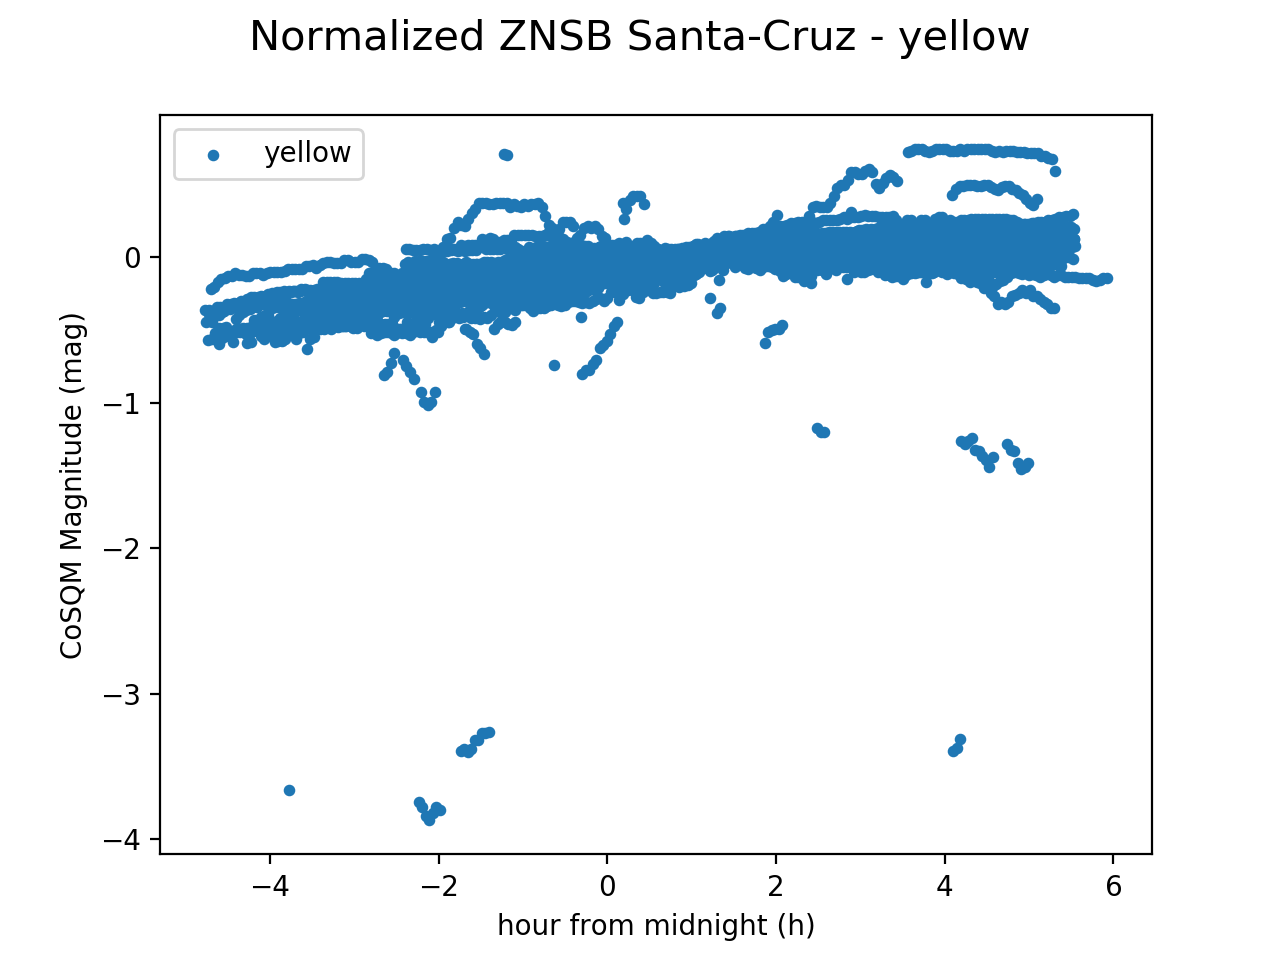 Normalized ZNSB Santa-Cruz - yellow
yellow
CoSQM Magnitude (mag)
0
−1
−2
−3
−4
−4 −2 0 2 4 6
hour from midnight (h)